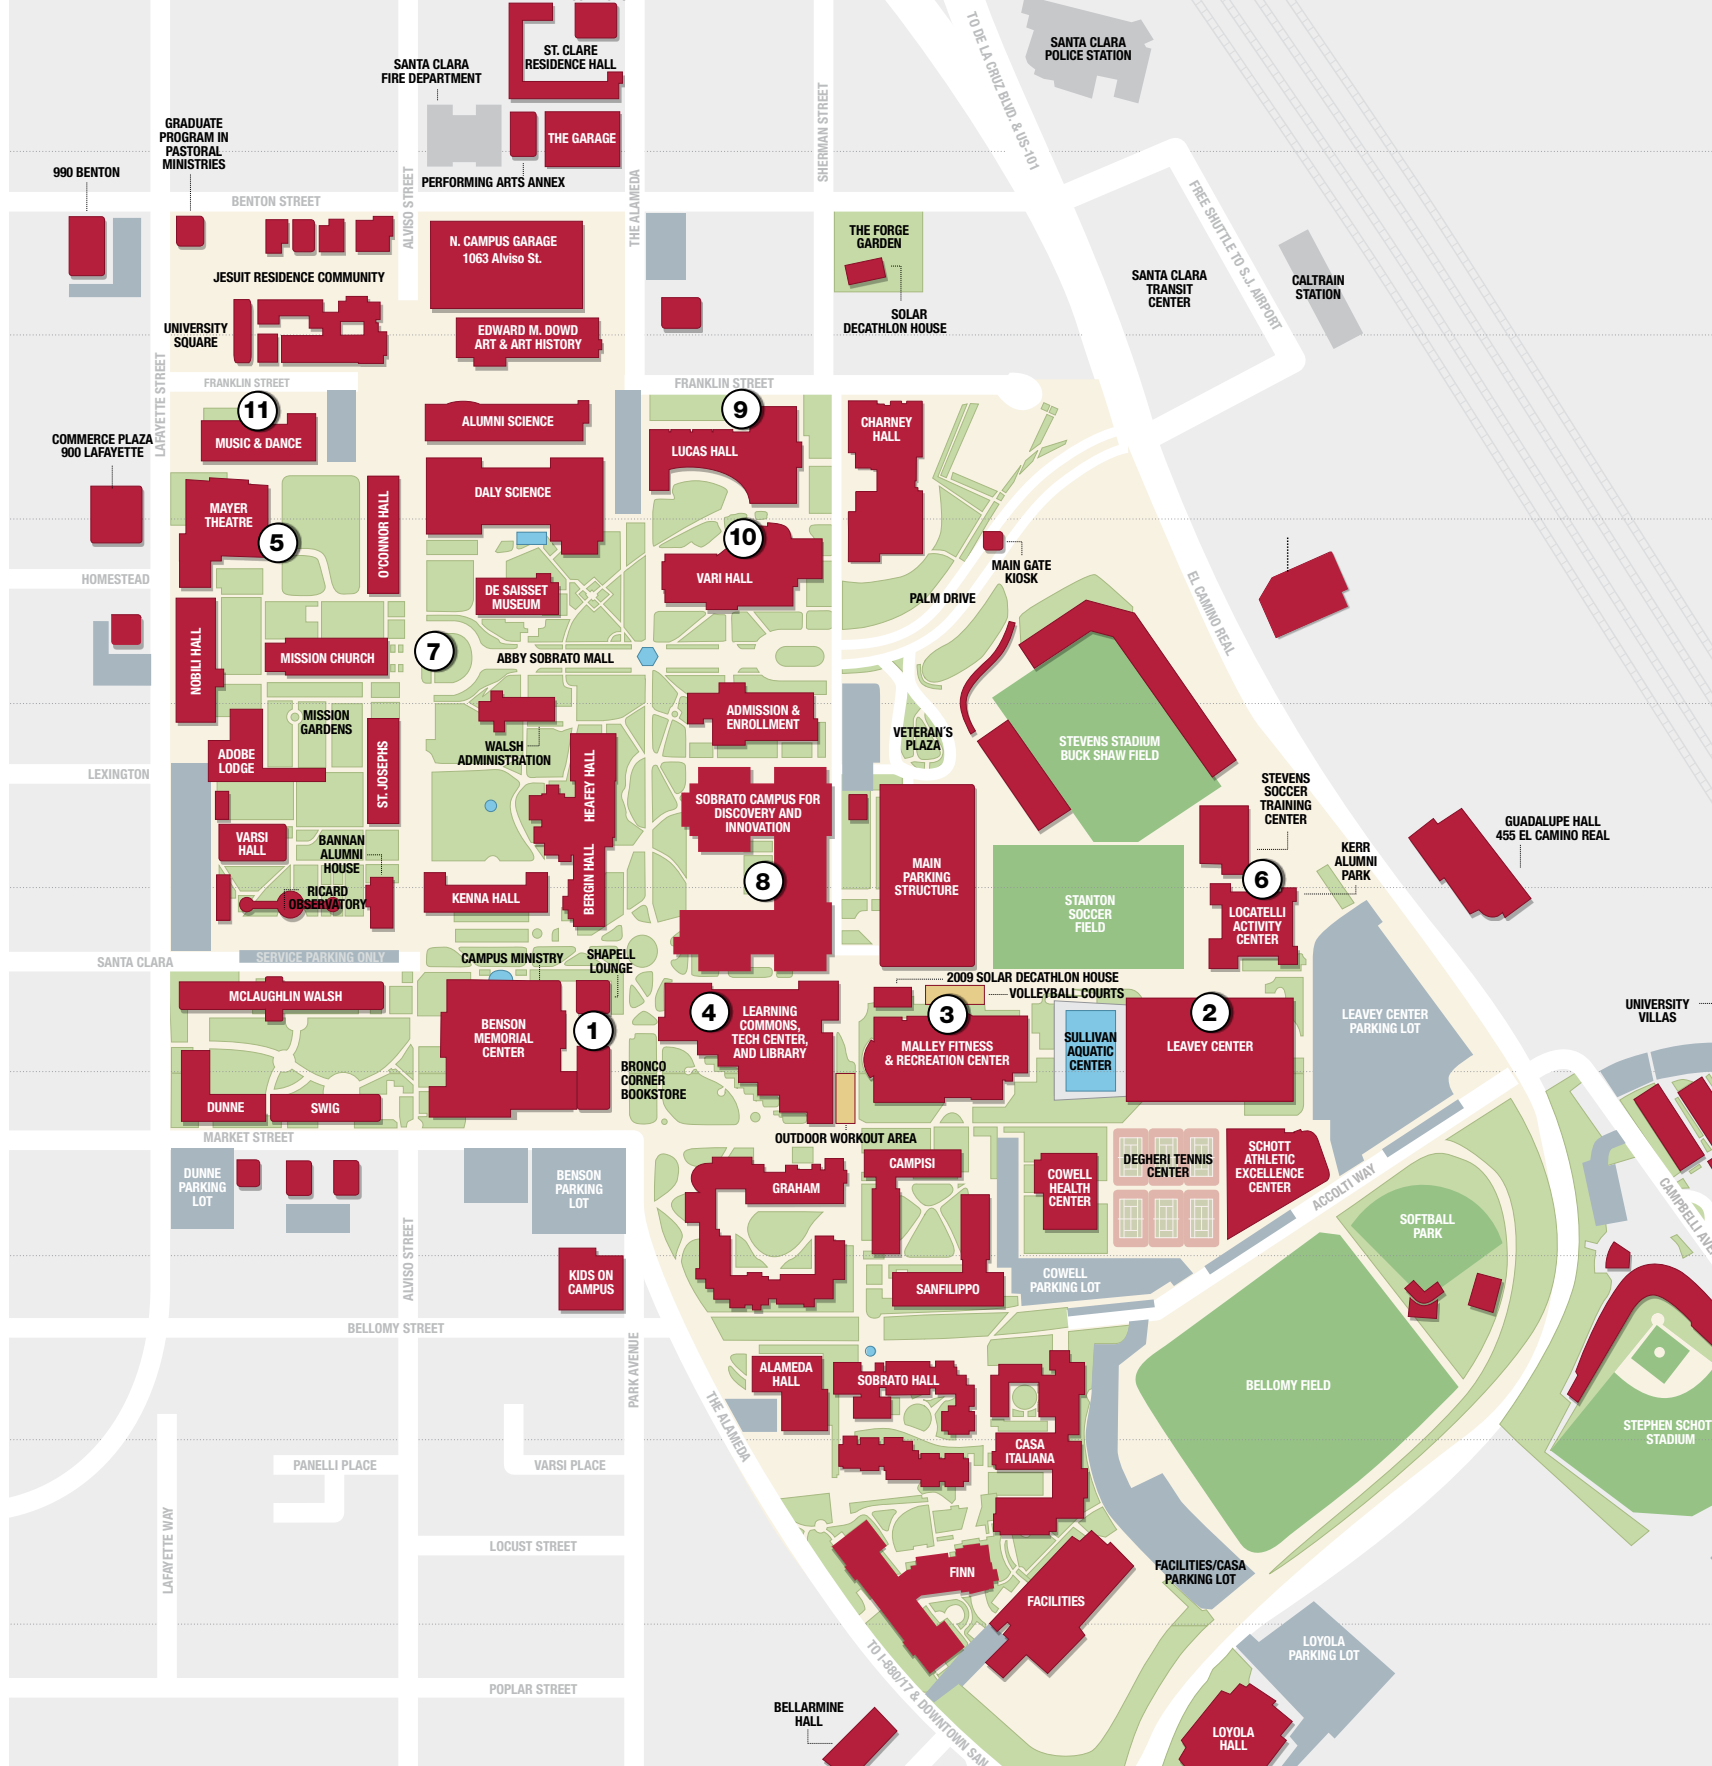 TO DE LA CRUZ BLVD. & US-101
SANTA CLARA
POLICE STATION
ST. CLARE
RESIDENCE HALL
SANTA CLARA
FIRE DEPARTMENT
SHERMAN STREET
GRADUATE
PROGRAM IN
PASTORAL
MINISTRIES
THE GARAGE
990 BENTON
PERFORMING ARTS ANNEX
BENTON STREET
ALVISO STREET
THE ALAMEDA
FREE SHUTTLE TO S.J. AIRPORT
N. CAMPUS GARAGE
1063 Alviso St.
THE FORGE
GARDEN
JESUIT RESIDENCE COMMUNITY
SANTA CLARA
TRANSIT
CENTER
CALTRAIN
STATION
SOLAR
DECATHLON HOUSE
UNIVERSITY
SQUARE
EDWARD M. DOWD
ART & ART HISTORY
LAFAYETTE STREET
FRANKLIN STREET
FRANKLIN STREET
11
MUSIC & DANCE
ALUMNI SCIENCE
9
LUCAS HALL
CHARNEY
HALL
COMMERCE PLAZA
900 LAFAYETTE
DALY SCIENCE
MAYER
THEATRE
5
O'CONNOR HALL
10
VARI HALL
MAIN GATE
KIOSK
HOMESTEAD
DE SAISSET
MUSEUM
PALM DRIVE
EL CAMINO REAL
NOBILI HALL
MISSION CHURCH
7
ABBY SOBRATO MALL
MISSION
GARDENS
ADMISSION &
ENROLLMENT
VETERAN'S
PLAZA
STEVENS STADIUM
BUCK SHAW FIELD
WALSH
ADMINISTRATION
ADOBE
LODGE
ST. JOSEPHS
HEAFEY HALL
LEXINGTON
SOBRATO CAMPUS FOR
DISCOVERY AND
INNOVATION
STEVENS
SOCCER
TRAINING
CENTER
GUADALUPE HALL
455 EL CAMINO REAL
VARSI
HALL
BANNAN
ALUMNI
HOUSE
KERR
ALUMNI
PARK
MAIN
PARKING
STRUCTURE
8
6
RICARD
OBSERVATORY
KENNA HALL
BERGIN HALL
STANTON
SOCCER
FIELD
LOCATELLI
ACTIVITY
CENTER
SERVICE PARKING ONLY
SANTA CLARA
CAMPUS MINISTRY
SHAPELL
LOUNGE
2009 SOLAR DECATHLON HOUSE
VOLLEYBALL COURTS
MCLAUGHLIN WALSH
UNIVERSITY
VILLAS
4
LEARNING
COMMONS,
TECH CENTER,
AND LIBRARY
3
2
LEAVEY CENTER
PARKING LOT
BENSON
MEMORIAL
CENTER
1
MALLEY FITNESS
& RECREATION CENTER
SULLIVAN
AQUATIC
CENTER
LEAVEY CENTER
BRONCO
CORNER
BOOKSTORE
DUNNE
SWIG
MARKET STREET
OUTDOOR WORKOUT AREA
DUNNE
PARKING
LOT
BENSON
PARKING
LOT
GRAHAM
CAMPISI
COWELL
HEALTH
CENTER
DEGHERI TENNIS
CENTER
SCHOTT
ATHLETIC
EXCELLENCE
CENTER
ACCOLTI WAY
SOFTBALL
PARK
ALVISO STREET
KIDS ON
CAMPUS
SANFILIPPO
COWELL
PARKING LOT
BELLOMY STREET
PARK AVENUE
ALAMEDA
HALL
SOBRATO HALL
BELLOMY FIELD
THE ALAMEDA
STADIUM
CASA
ITALIANA
PANELLI PLACE
VARSI PLACE
LAFAYETTE WAY
LOCUST STREET
FINN
FACILITIES/CASA
PARKING LOT
FACILITIES
LOYOLA
PARKING LOT
POPLAR STREET
TO I-880/17 & DOWNTOWN SAN
BELLARMINE
HALL
LOYOLA
HALL